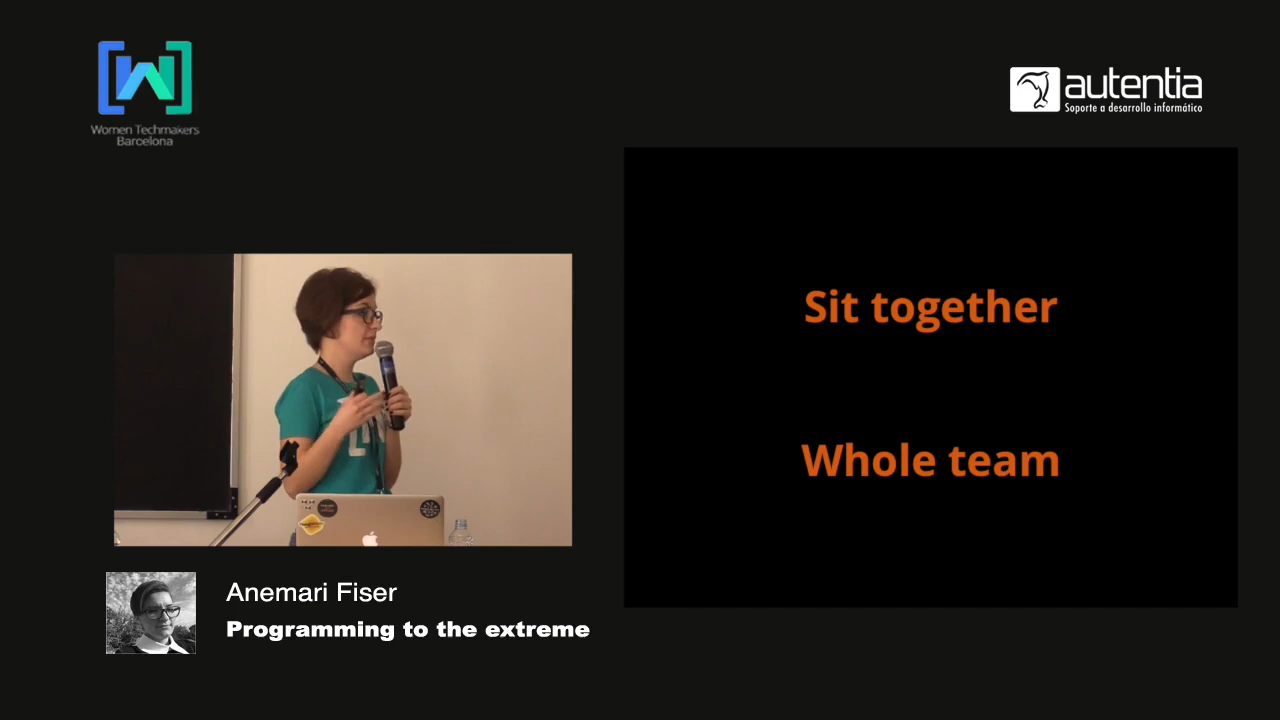 Women Techmakers
Barcelona
autentia
Soporte a desarrollo informático
Sit together
Whole team
Anemari Fiser
Programming to the extreme